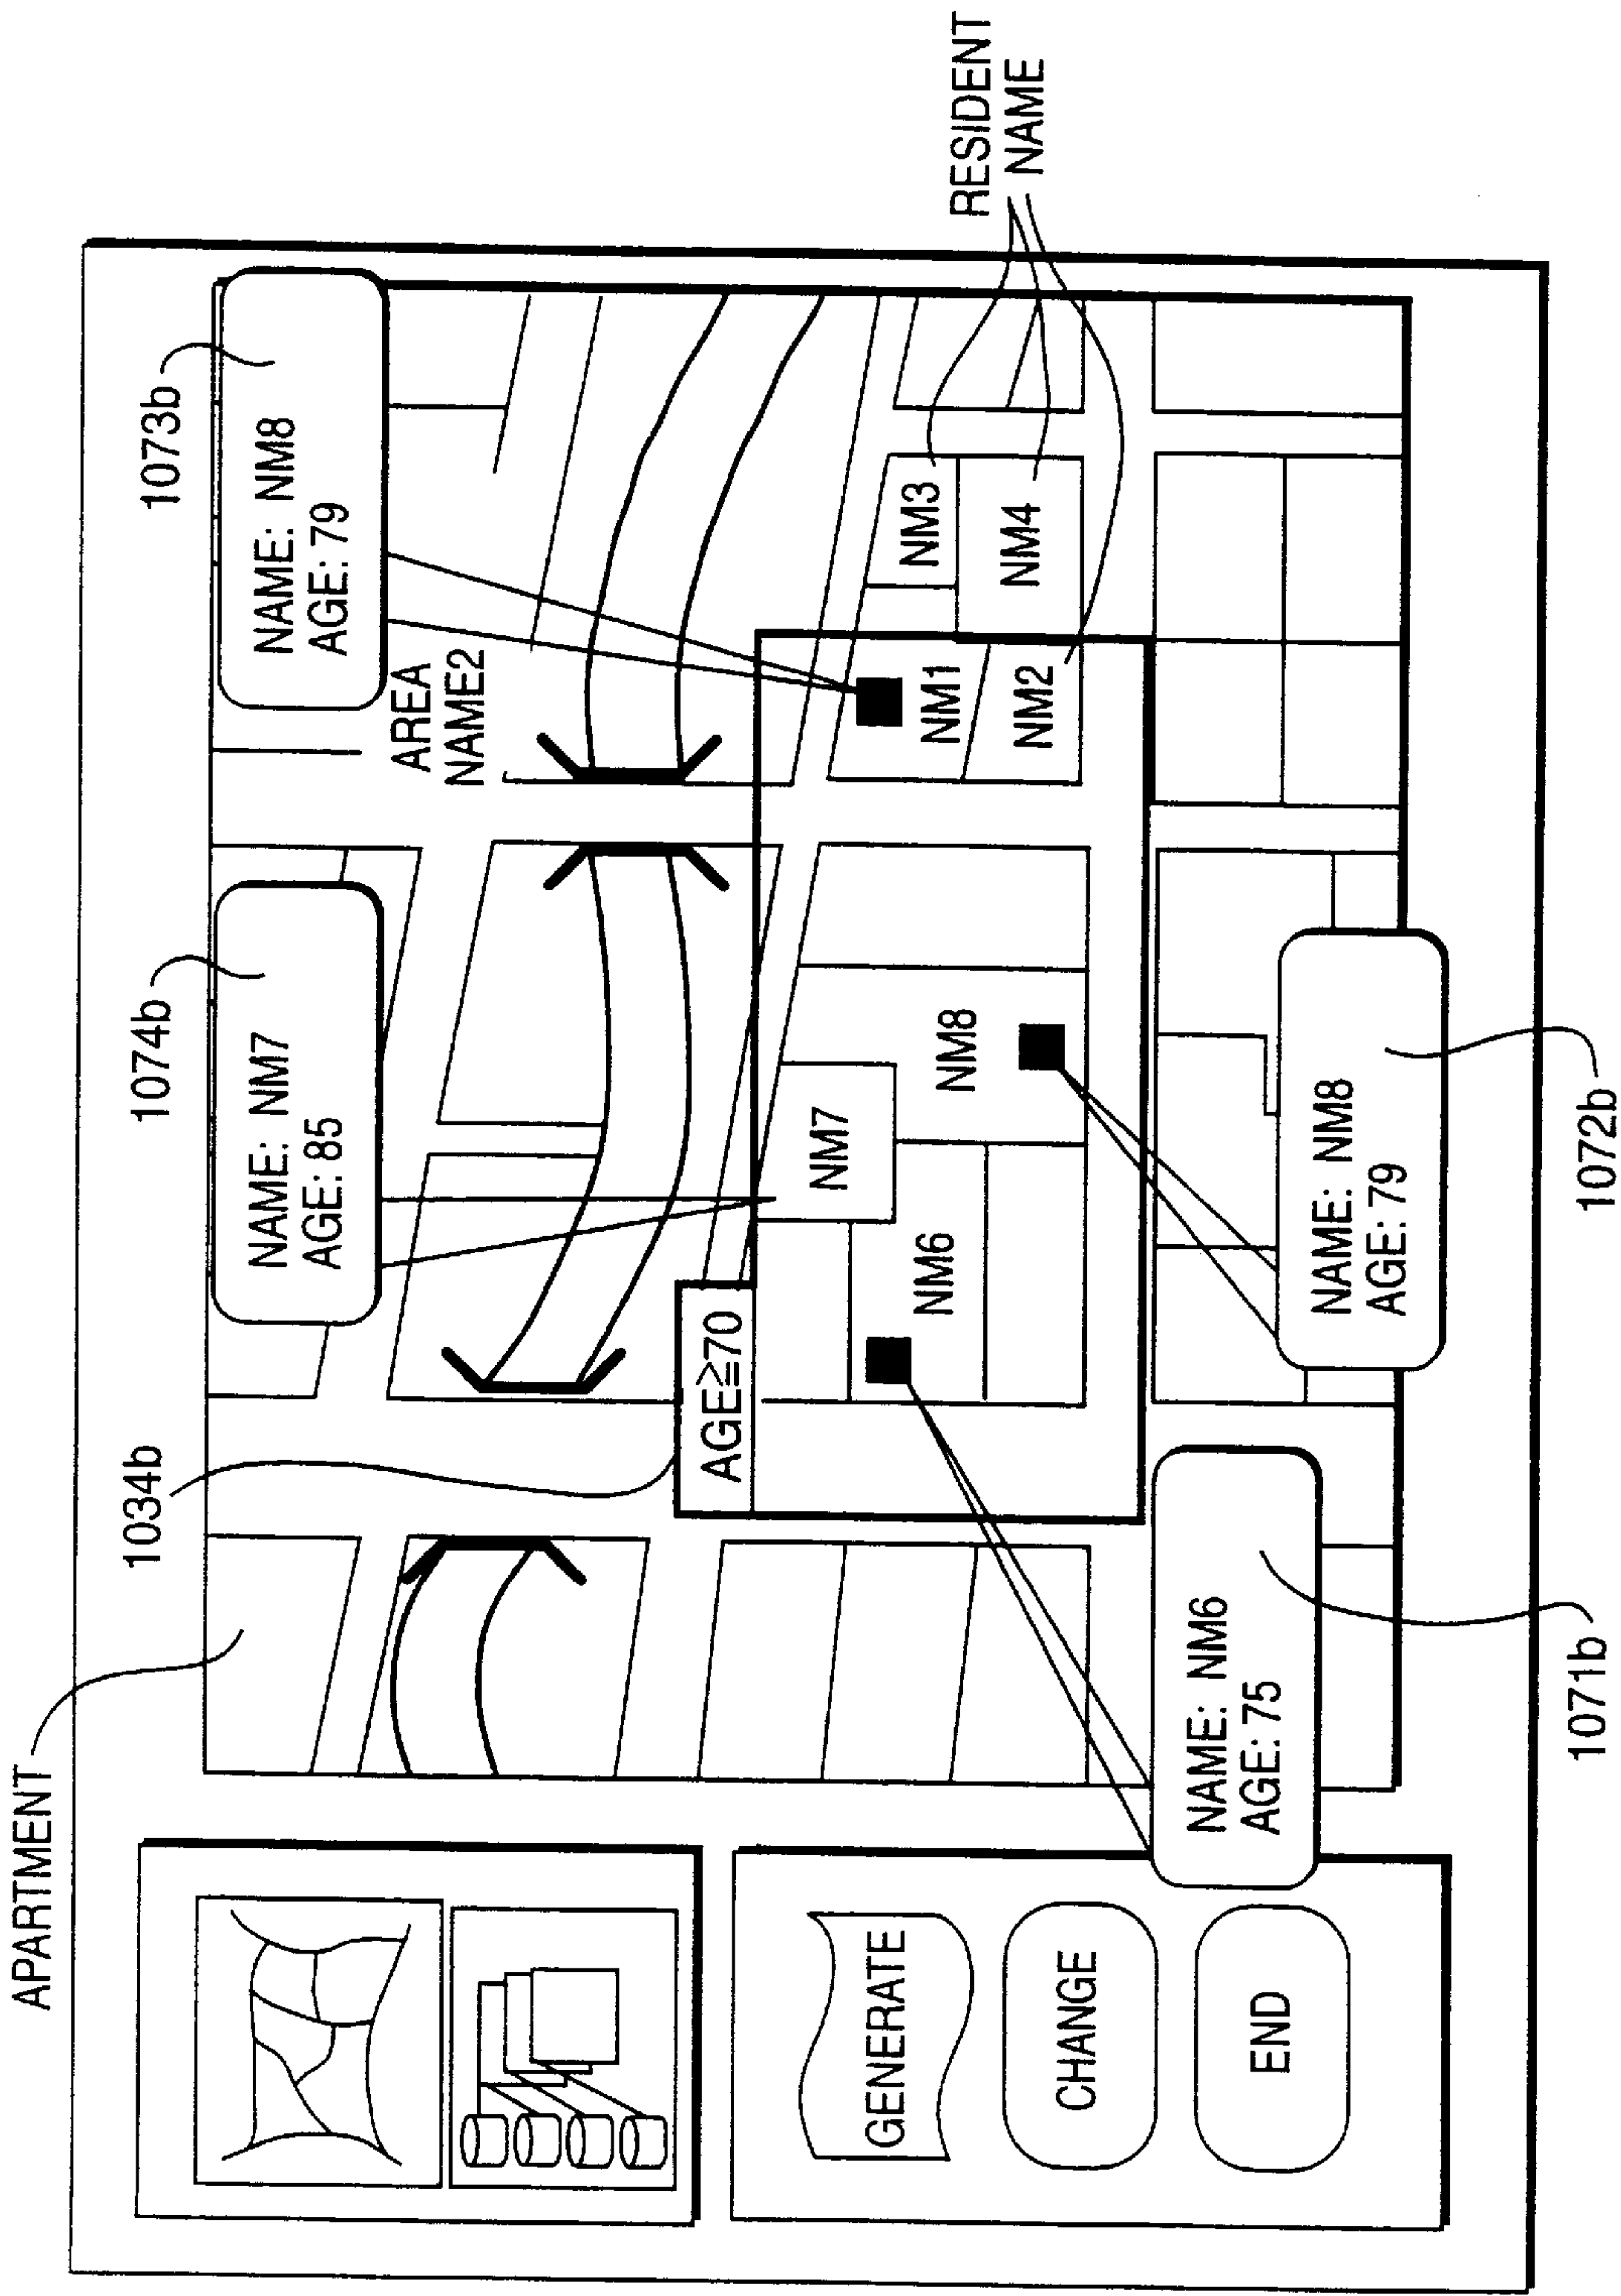 APARTMENT
1034b
1074b
1073b
NAME: NM7
AGE: 85
NAME: NM8
AGE: 79
AREA
NAME2
GENERATE
CHANGE
END
AGE≧70
NM7
NM6
NM8
NM1
NM2
NM3
NM4
RESIDENT
NAME
NAME: NM6
AGE: 75
NAME: NM8
AGE: 79
1071b
1072b